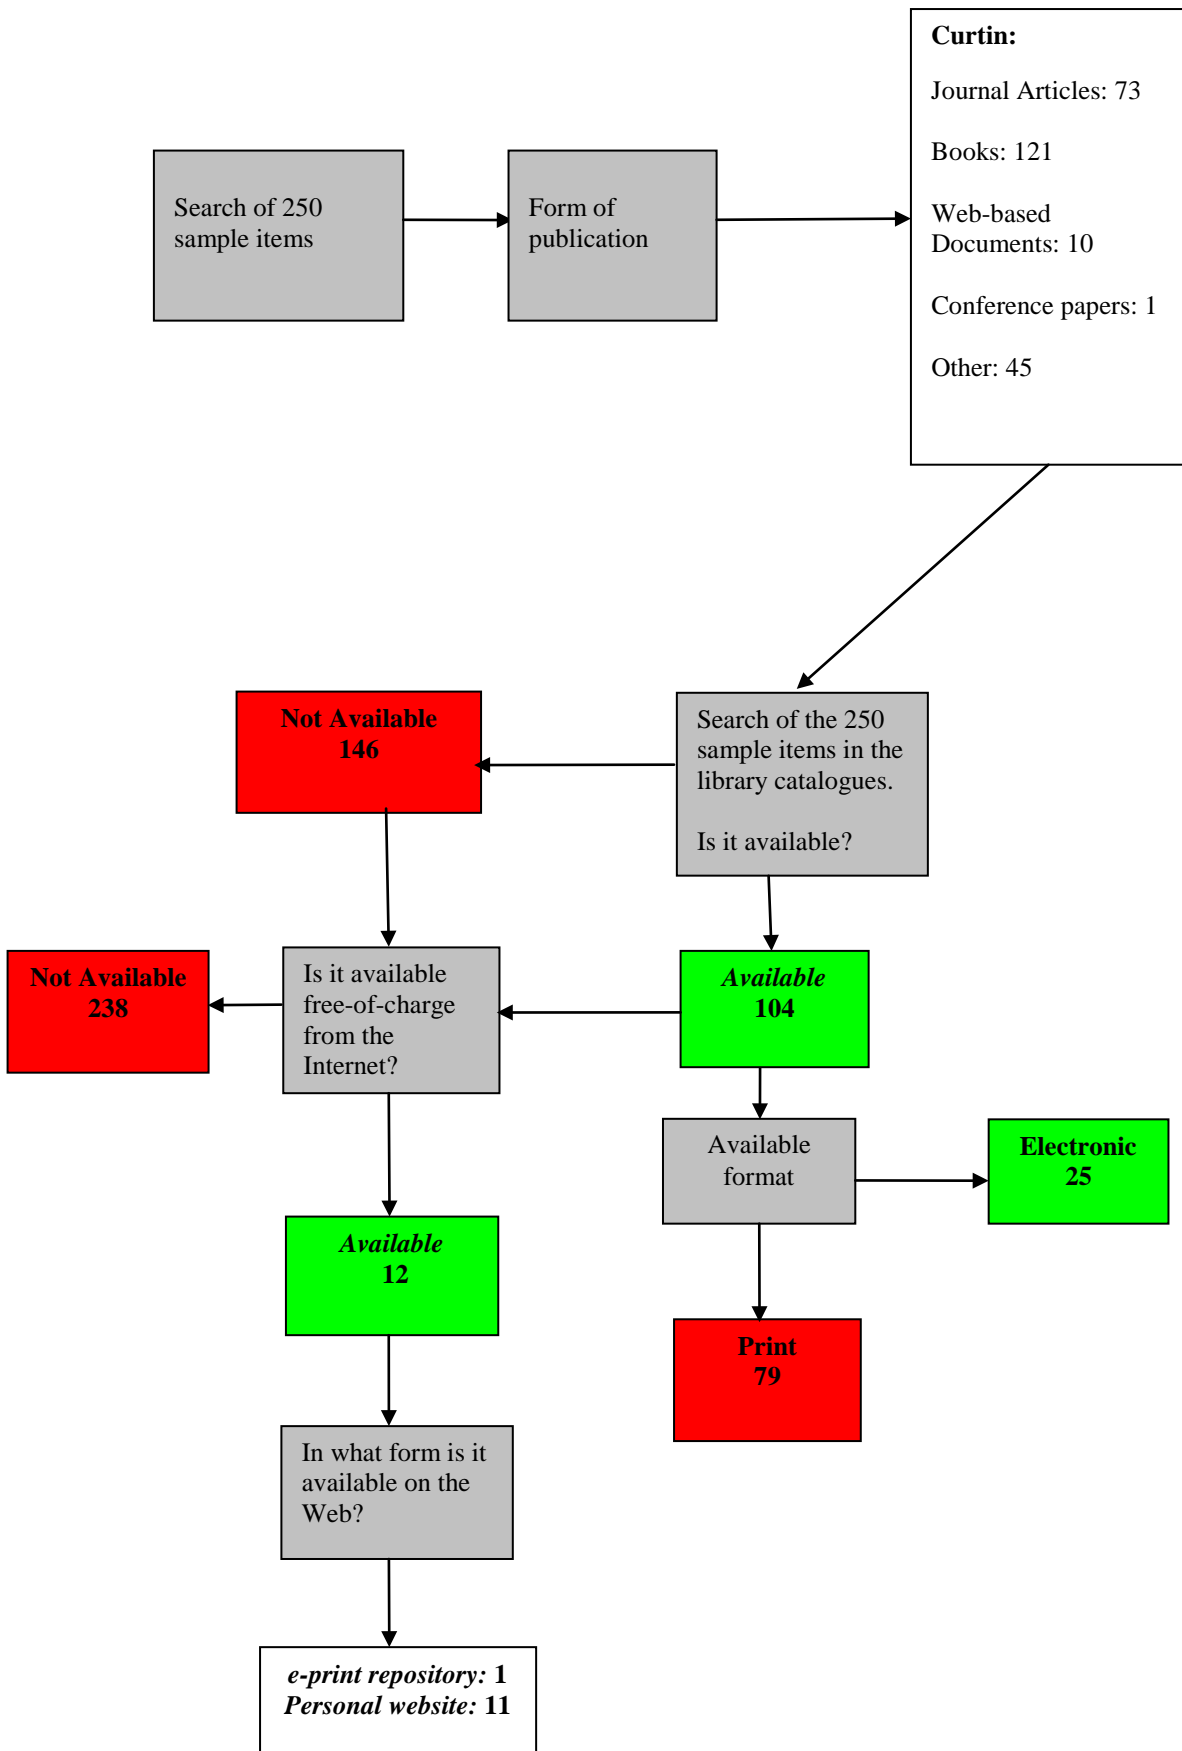 Curtin:
Journal Articles: 73
Books: 121
Web-based
Documents: 10
Conference papers: 1
Other: 45
Search of 250
sample items
Form of
publication
Not Available
146
Search of the 250
sample items in the
library catalogues.
Is it available?
Not Available
238
Is it available
free-of-charge
from the
Internet?
Available
104
Available
format
Electronic
25
Available
12
Print
79
In what form is it
available on the
Web?
e-print repository: 1
Personal website: 11